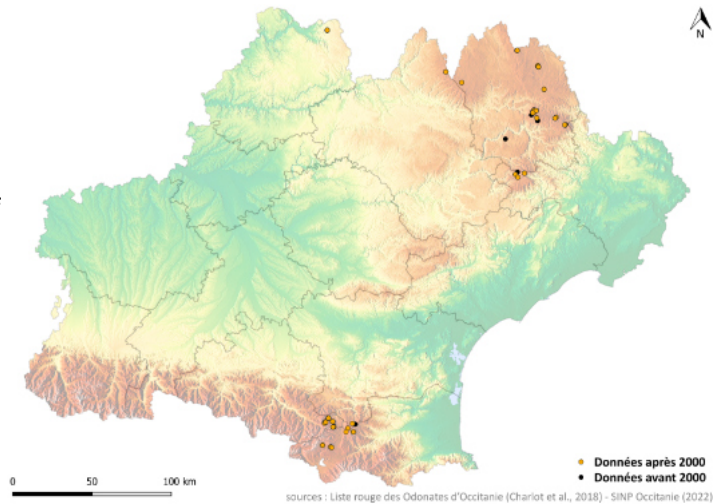 N
Données après 2000
Données avant 2000
0 50 100 km
sources : Liste rouge des Odonates d'Occitanie (Charlot et al., 2018) - SINP Occitanie (2022)